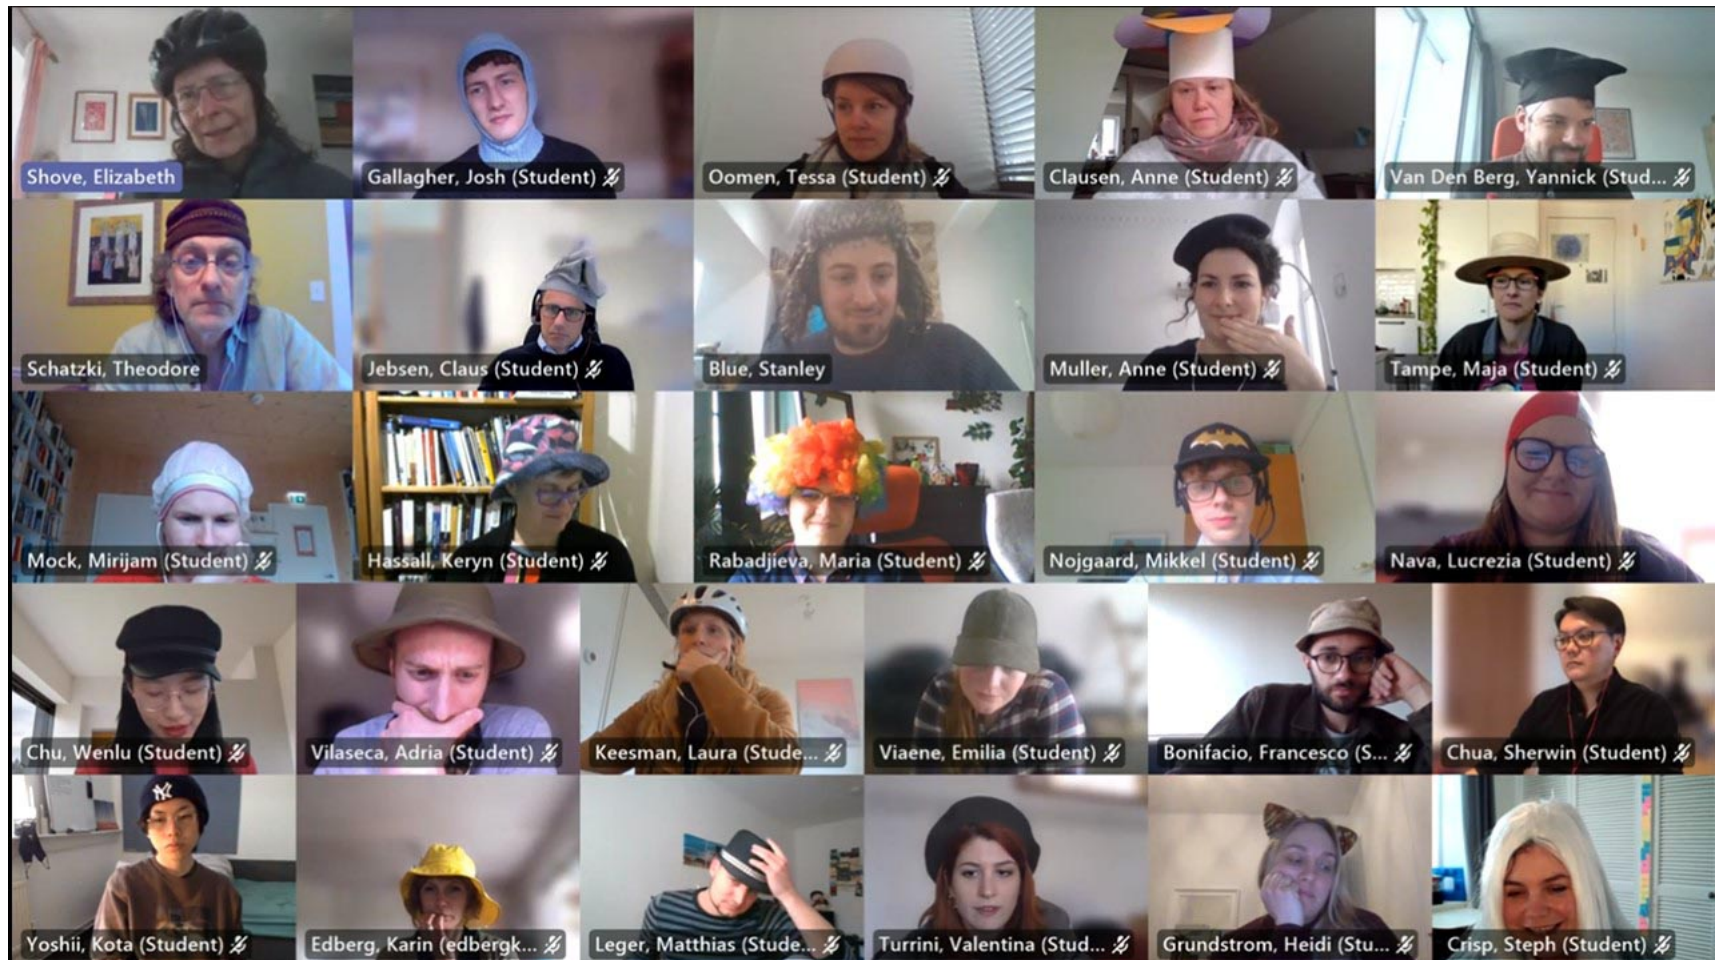 Shove, Elizabeth
Gallagher, Josh (Student)
Oomen, Tessa (Student)
Clausen, Anne (Student)
Van Den Berg, Yannick (Stud...
Schatzki, Theodore
Jebsen, Claus (Student)
Blue, Stanley
Muller, Anne (Student)
Tampe, Maja (Student)
Mock, Mirijam (Student)
Hassall, Keryn (Student)
Rabadjieva, Maria (Student)
Nojgaard, Mikkel (Student)
Nava, Lucrezia (Student)
Chu, Wenlu (Student)
Vilaseca, Adria (Student)
Keesman, Laura (Stude...
Viaene, Emilia (Student)
Bonifacio, Francesco (S...
Chua, Sherwin (Student)
NY
Yoshii, Kota (Student)
Edberg, Karin (edbergk...
Leger, Matthias (Stude...
Turrini, Valentina (Stud...
Grundstrom, Heidi (Stu...
Crisp, Steph (Student)